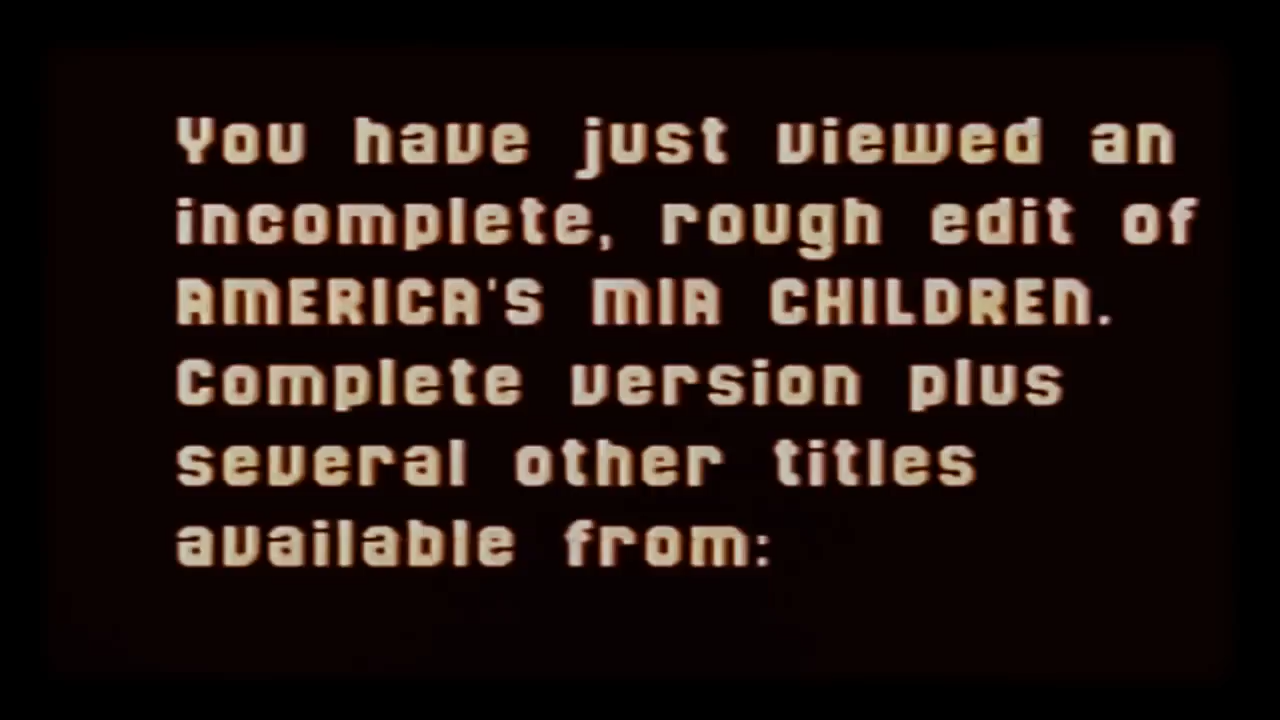 You have just viewed an
incomplete, rough edit of
AMERICA'S MIA CHILDREN.
Complete version plus
several other titles
available from: